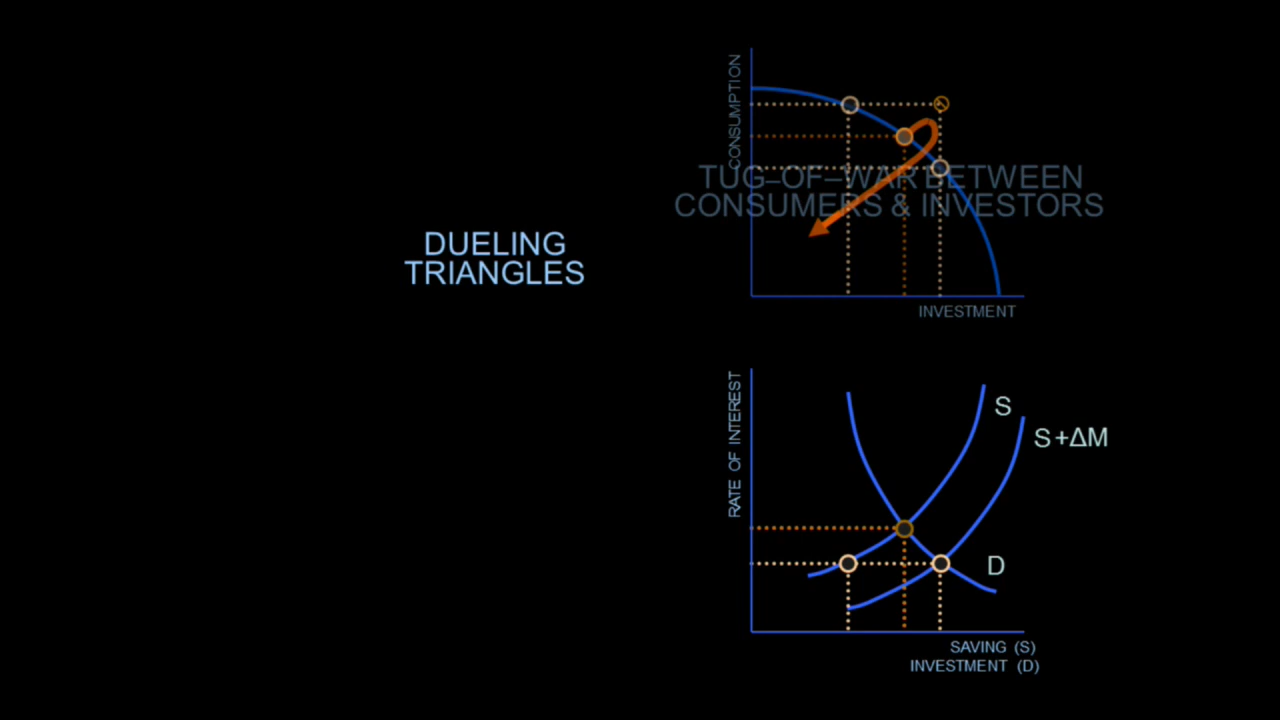 CONSUMPTION
TUG–OF–WAR BETWEEN
CONSUMERS & INVESTORS
DUELING
TRIANGLES
INVESTMENT
RATE OF INTEREST
S
S+ΔM
D
SAVING (S)
INVESTMENT (D)